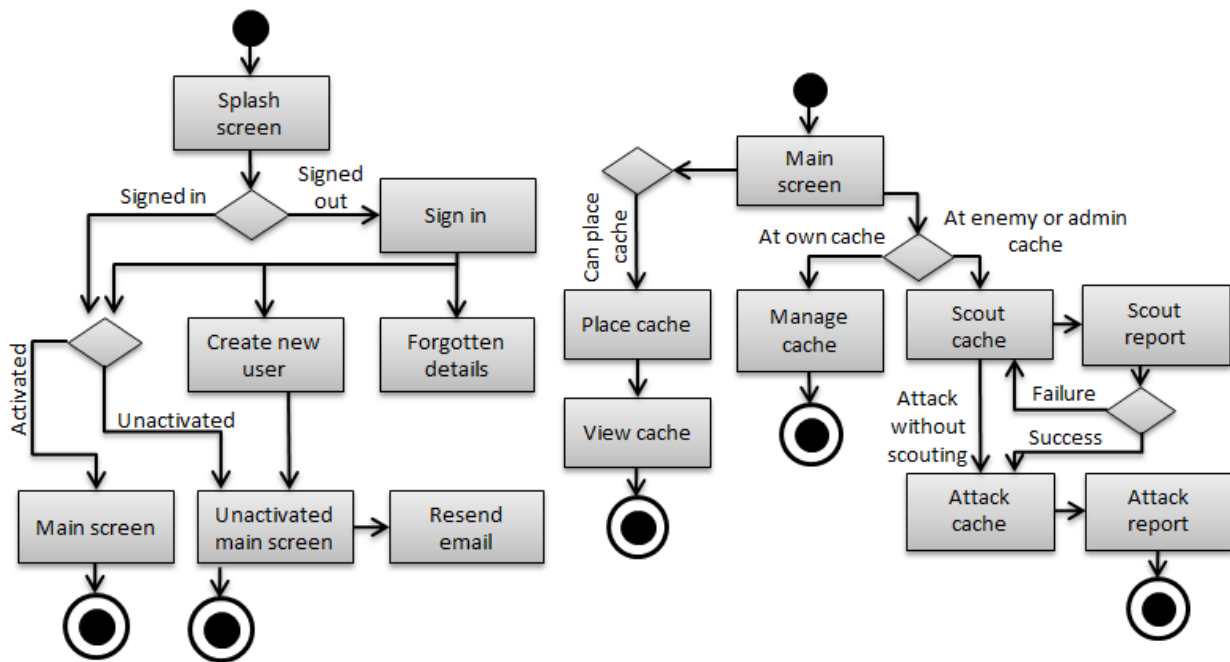 Splash
screen
Signed in
Signed
out
Sign in
Create new
user
Forgotten
details
Activated
Unactivated
Main screen
Unactivated
main screen
Resend
email
Main
screen
Can place
cache
At own cache
At enemy or admin
cache
Place cache
Manage
cache
Scout
cache
Scout
report
View cache
Attack
without
scouting
Failure
Success
Attack
cache
Attack
report